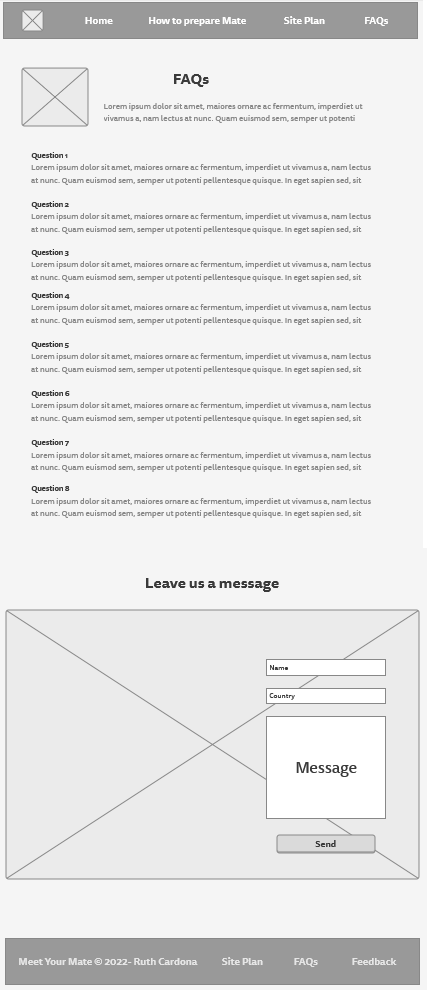 Home How to prepare Mate Site Plan FAQs
FAQs
Lorem ipsum dolor sit amet, maiores ornare ac fermentum, imperdiet ut
vivamus a, nam lectus at nunc. Quam euismod sem, semper ut potenti
Question 1
Lorem ipsum dolor sit amet, maiores ornare ac fermentum, imperdiet ut vivamus a, nam lectus
at nunc. Quam euismod sem, semper ut potenti pellentesque quisque. In eget sapien sed, sit
Question 2
Lorem ipsum dolor sit amet, maiores ornare ac fermentum, imperdiet ut vivamus a, nam lectus
at nunc. Quam euismod sem, semper ut potenti pellentesque quisque. In eget sapien sed, sit
Question 3
Lorem ipsum dolor sit amet, maiores ornare ac fermentum, imperdiet ut vivamus a, nam lectus
at nunc. Quam euismod sem, semper ut potenti pellentesque quisque. In eget sapien sed, sit
Question 4
Lorem ipsum dolor sit amet, maiores ornare ac fermentum, imperdiet ut vivamus a, nam lectus
at nunc. Quam euismod sem, semper ut potenti pellentesque quisque. In eget sapien sed, sit
Question 5
Lorem ipsum dolor sit amet, maiores ornare ac fermentum, imperdiet ut vivamus a, nam lectus
at nunc. Quam euismod sem, semper ut potenti pellentesque quisque. In eget sapien sed, sit
Question 6
Lorem ipsum dolor sit amet, maiores ornare ac fermentum, imperdiet ut vivamus a, nam lectus
at nunc. Quam euismod sem, semper ut potenti pellentesque quisque. In eget sapien sed, sit
Question 7
Lorem ipsum dolor sit amet, maiores ornare ac fermentum, imperdiet ut vivamus a, nam lectus
at nunc. Quam euismod sem, semper ut potenti pellentesque quisque. In eget sapien sed, sit
Question 8
Lorem ipsum dolor sit amet, maiores ornare ac fermentum, imperdiet ut vivamus a, nam lectus
at nunc. Quam euismod sem, semper ut potenti pellentesque quisque. In eget sapien sed, sit
Leave us a message
Name
Country
Message
Send
Meet Your Mate © 2022- Ruth Cardona Site Plan FAQs Feedback